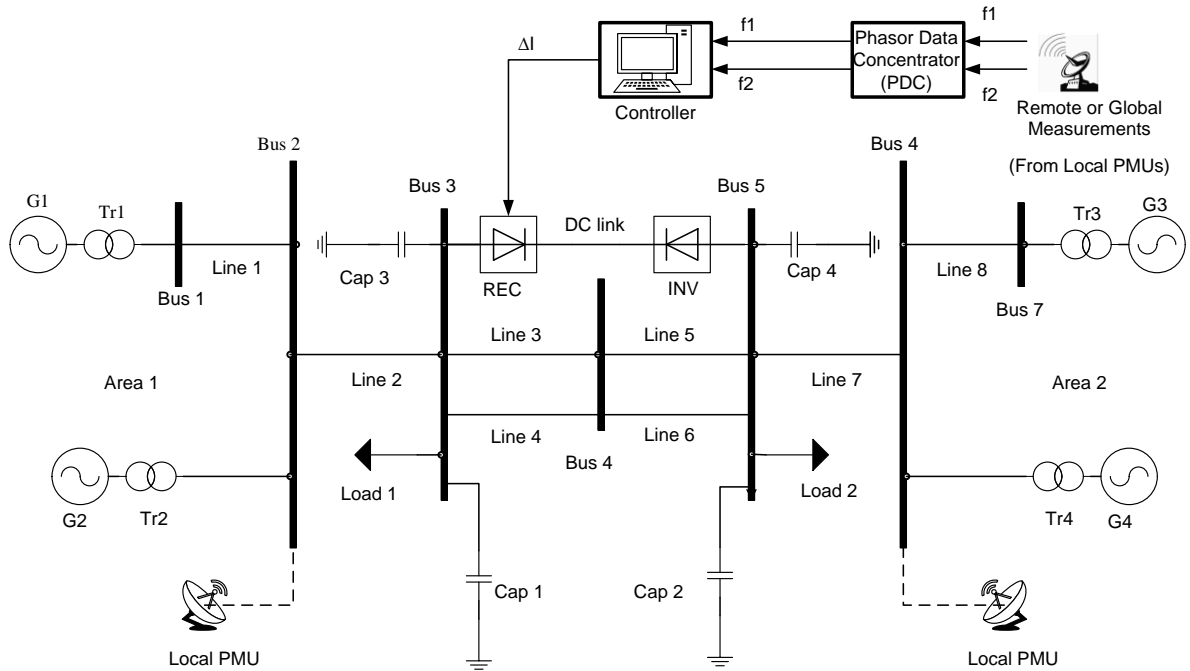 f1
f1
ΔI
Phasor Data
Concentrator
(PDC)
f2
f2
Controller
Remote or Global
Measurements
(From Local PMUs)
Bus 2
Bus 4
Bus 3
Bus 5
G1
Tr1
DC link
Tr3
G3
Line 1
Cap 3
Cap 4
Line 8
Bus 1
REC
INV
Bus 7
Line 3
Line 5
Area 1
Line 2
Line 7
Area 2
Line 4
Line 6
Bus 4
Load 1
Load 2
G2
Tr2
Tr4
G4
Cap 1
Cap 2
Local PMU
Local PMU